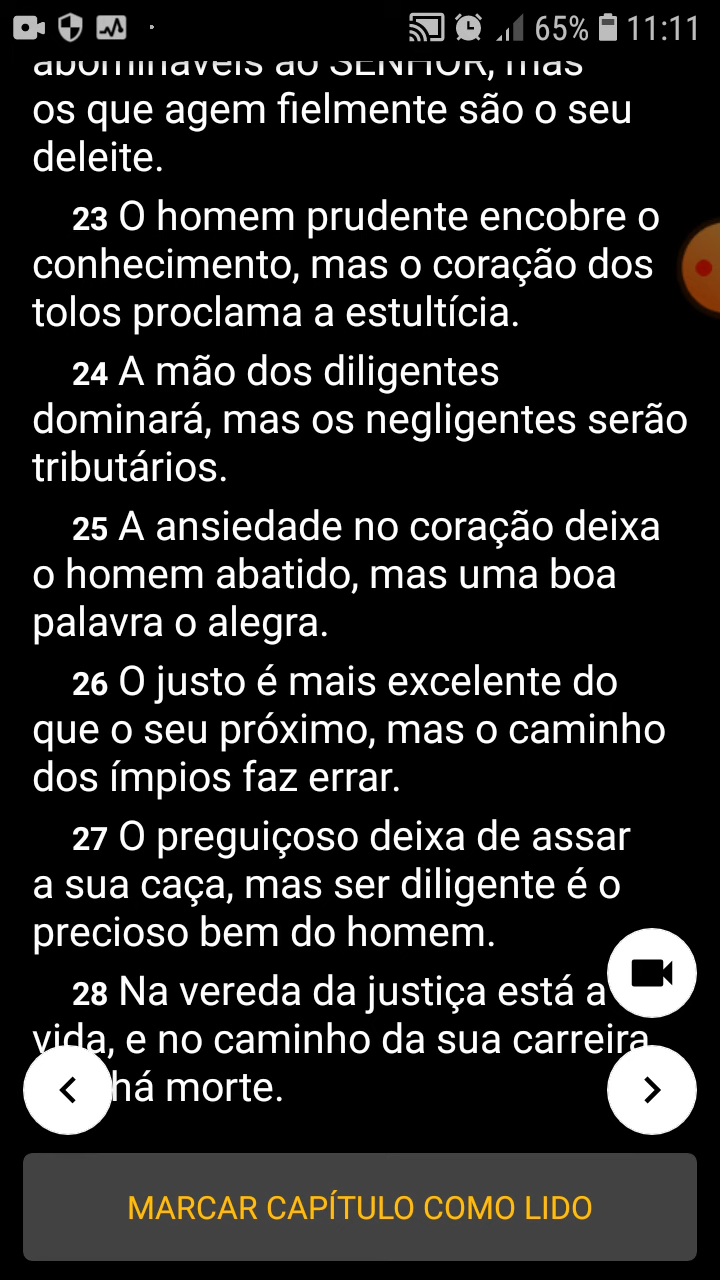 65% 11:11
abomináveis ao SENHOR, mas
os que agem fielmente são o seu
deleite.
23 O homem prudente encobre o
conhecimento, mas o coração dos
tolos proclama a estultícia.
24 A mão dos diligentes
dominará, mas os negligentes serão
tributários.
25 A ansiedade no coração deixa
o homem abatido, mas uma boa
palavra o alegra.
26 O justo é mais excelente do
que o seu próximo, mas o caminho
dos ímpios faz errar.
27 O preguiçoso deixa de assar
a sua caça, mas ser diligente é o
precioso bem do homem.
28 Na vereda da justiça está a
vida, e no caminho da sua carreira
há morte.
MARCAR CAPÍTULO COMO LIDO